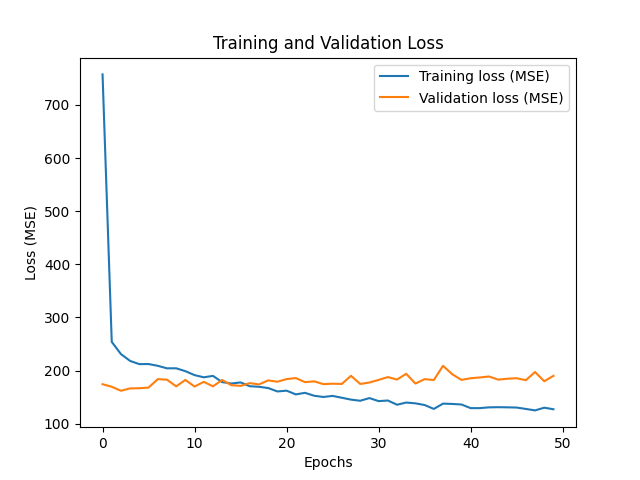 Training and Validation Loss
Training loss (MSE)
Validation loss (MSE)
Loss (MSE)
700
600
500
400
300
200
100
0
10
20
30
40
50
Epochs